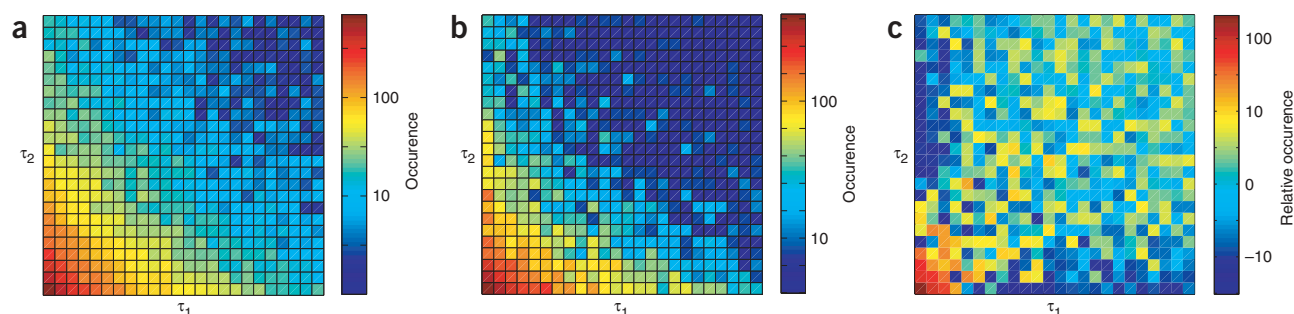 a
τ2
τ1
100
10
Occurence
b
τ2
τ1
100
10
Occurence
c
τ2
τ1
100
10
0
−10
Relative occurence